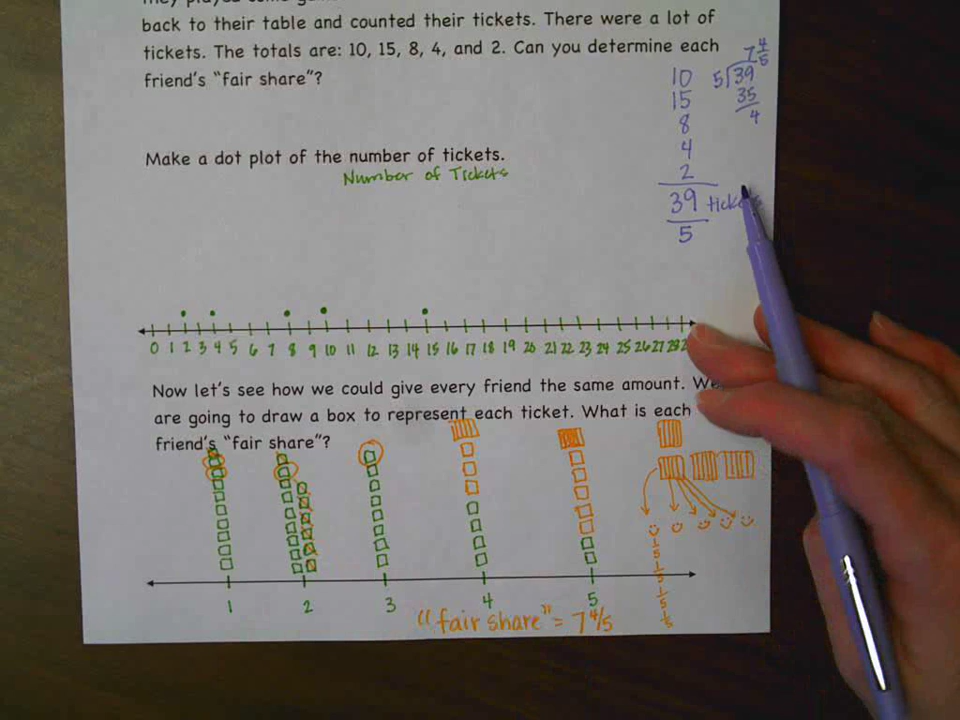 They played some
back to their table and counted their tickets. There were a lot of
tickets. The totals are: 10, 15, 8, 4, and 2. Can you determine each
friend's “fair share”?
7 4/5
10 5 39
15 35
8 4
4
2
39 tickets
5
Make a dot plot of the number of tickets.
Number of Tickets
0 1 2 3 4 5 6 7 8 9 10 11 12 13 14 15 16 17 18 19 20 21 22 23 24 25 26 27 28
Now let's see how we could give every friend the same amount. We
are going to draw a box to represent each ticket. What is each
friend's “fair share”?
1/5
1/5
1/5
1/5
1 2 3 4 5
“fair share” = 7 4/5